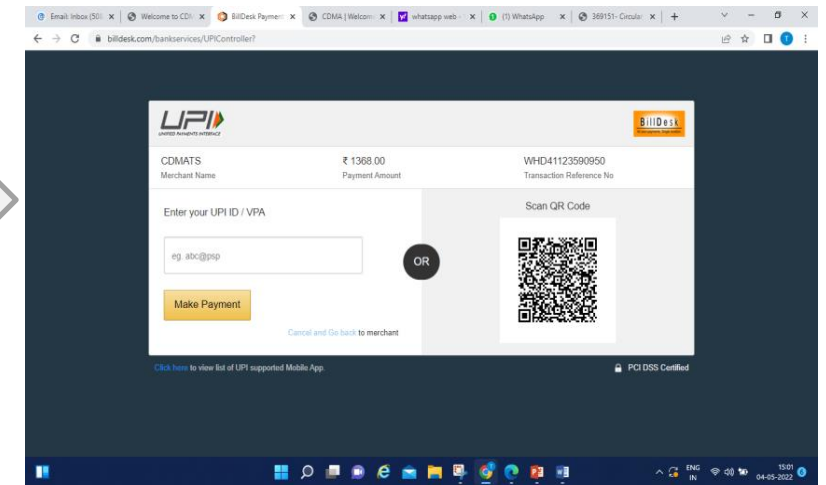 Email: Inbox (50)
Welcome to CDM
BillDesk Paymen
CDMA | Welcom
whatsapp web -
(1) WhatsApp
369151- Circular
billdesk.com/bankservices/UPIController?
T
UPI
UNIFIED PAYMENTS INTERFACE
BillDesk
CDMATS
₹ 1368.00
WHD41123590950
Merchant Name
Payment Amount
Transaction Reference No
Enter your UPI ID / VPA
Scan QR Code
eg. abc@psp
OR
Make Payment
Cancel and Go back to merchant
Click here to view list of UPI supported Mobile App.
PCI DSS Certified
ENG
IN
15:01
04-05-2022